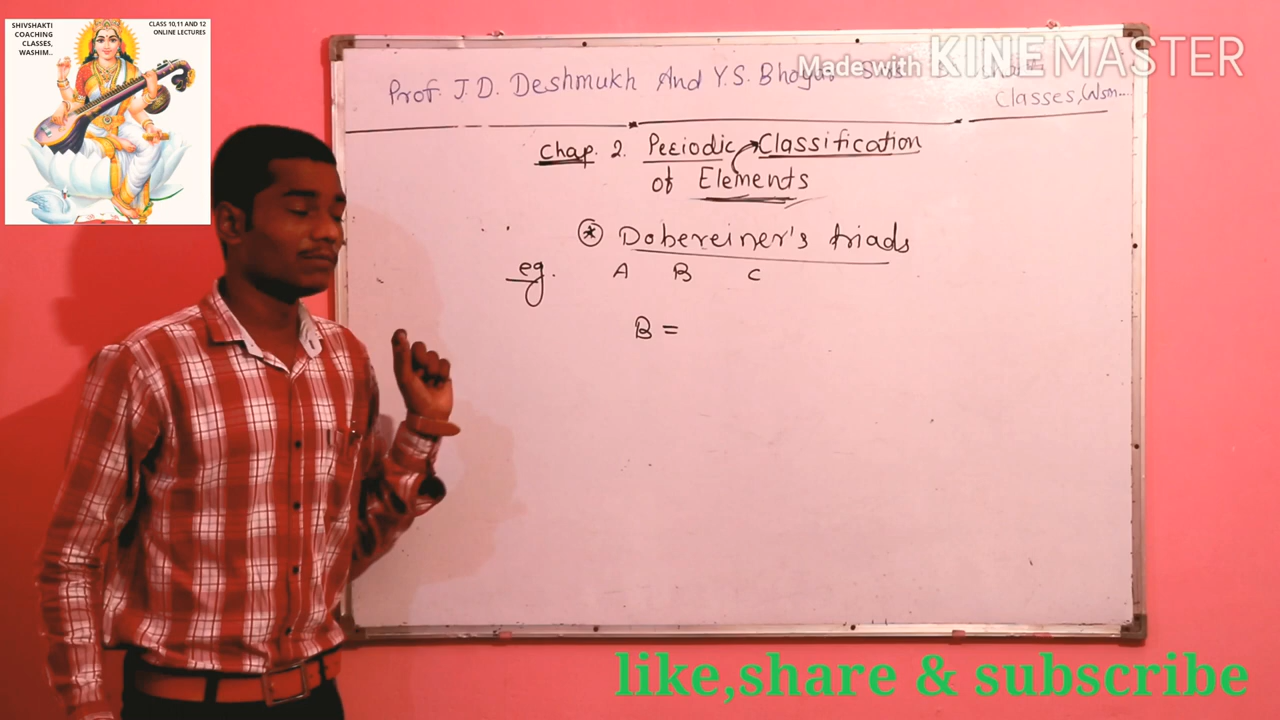 SHIVSHAKTI
COACHING
CLASSES,
WASHIM..
CLASS 10,11 AND 12
ONLINE LECTURES
Made with KINEMASTER
Prof. J.D. Deshmukh And Y.S. Bhoyar
Classes,Wsm...
Chap. 2. Periodic Classification
of Elements
* Dobereiner's triads
eg. A B C
B =
like,share & subscribe